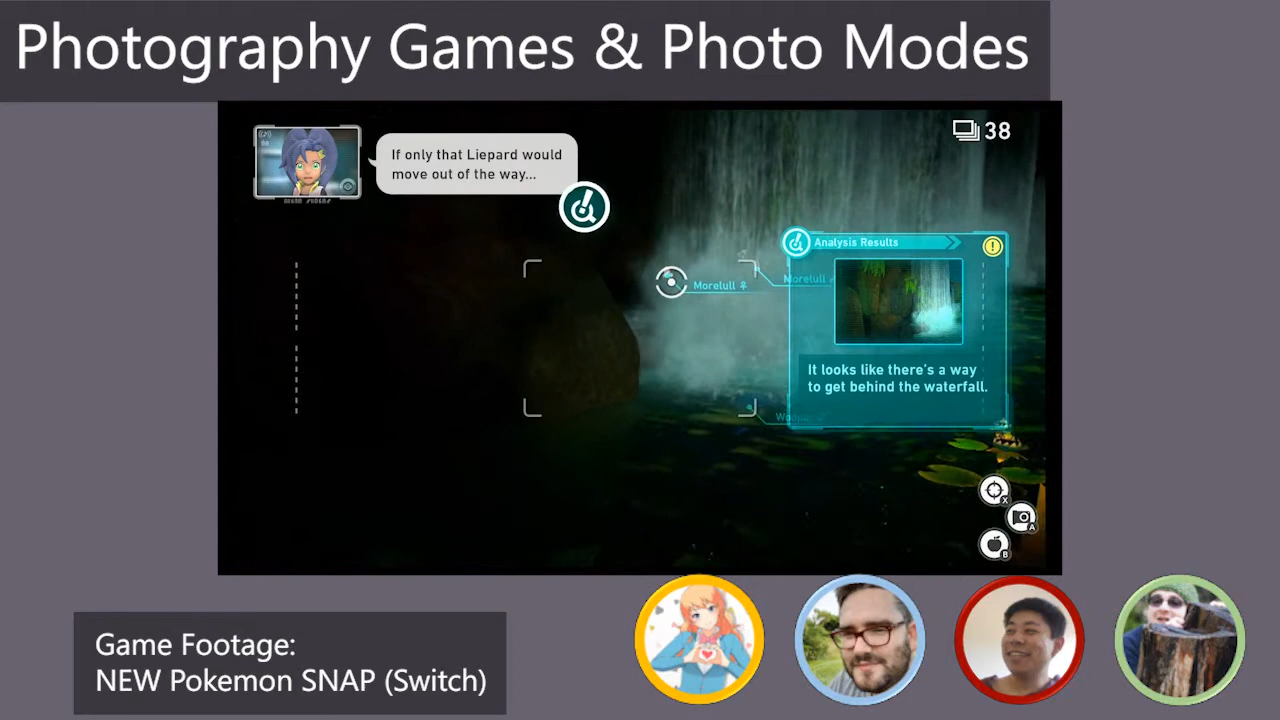 Photography Games & Photo Modes
If only that Liepard would
move out of the way...
38
Analysis Results
Morelull
Morelull
It looks like there's a way
to get behind the waterfall.
X
A
B
Game Footage:
NEW Pokemon SNAP (Switch)